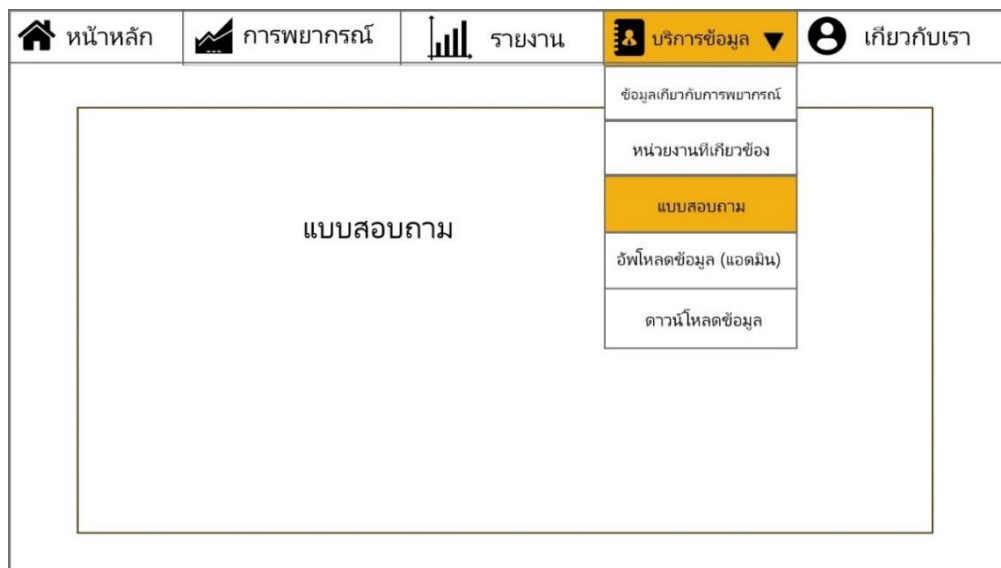 หน้าหลัก การพยากรณ์ รายงาน บริการข้อมูล เกี่ยวกับเรา
ข้อมูลเกี่ยวกับการพยากรณ์
หน่วยงานที่เกี่ยวข้อง
แบบสอบถาม
แบบสอบถาม
อัพโหลดข้อมูล (แอดมิน)
ดาวน์โหลดข้อมูล